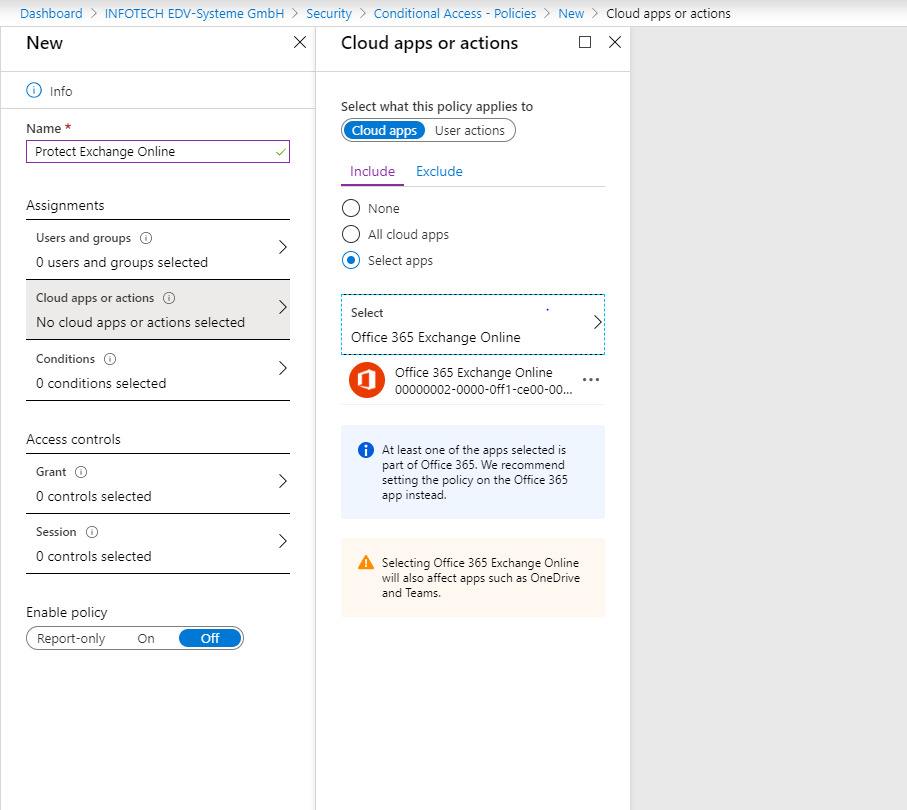 Dashboard > INFOTECH EDV-Systeme GmbH > Security > Conditional Access - Policies > New > Cloud apps or actions
New
Info
Name *
Protect Exchange Online
Assignments
Users and groups
0 users and groups selected
Cloud apps or actions
No cloud apps or actions selected
Conditions
0 conditions selected
Access controls
Grant
0 controls selected
Session
0 controls selected
Enable policy
Report-only On Off
Cloud apps or actions
Select what this policy applies to
Cloud apps User actions
Include Exclude
None
All cloud apps
Select apps
Select
Office 365 Exchange Online
Office 365 Exchange Online
00000002-0000-0ff1-ce00-00...
At least one of the apps selected is
part of Office 365. We recommend
setting the policy on the Office 365
app instead.
Selecting Office 365 Exchange Online
will also affect apps such as OneDrive
and Teams.